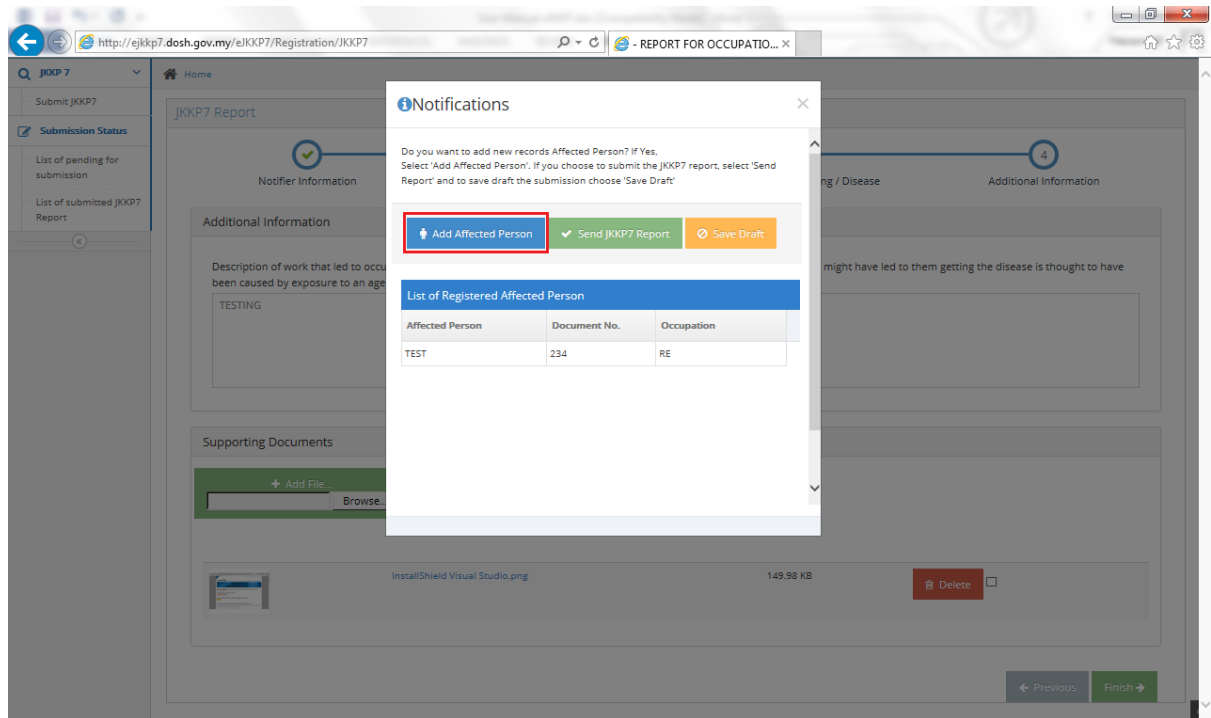 http://ejkkp7.dosh.gov.my/eJKKP7/Registration/JKKP7
- REPORT FOR OCCUPATIO...
JKKP 7
Submit JKKP7
Submission Status
List of pending for
submission
List of submitted JKKP7
Report
Home
JKKP7 Report
Notifier Information
ng / Disease
4
Additional Information
Additional Information
Description of work that led to occu
might have led to them getting the disease is thought to have
been caused by exposure to an age
TESTING
Notifications
Do you want to add new records Affected Person? If Yes,
Select 'Add Affected Person'. If you choose to submit the JKKP7 report, select 'Send
Report' and to save draft the submission choose 'Save Draft'
Add Affected Person
Send JKKP7 Report
Save Draft
List of Registered Affected Person
Affected Person Document No. Occupation
TEST 234 RE
Supporting Documents
Add File...
Browse..
InstallShield Visual Studio.png 149.98 KB
Delete
Previous
Finish